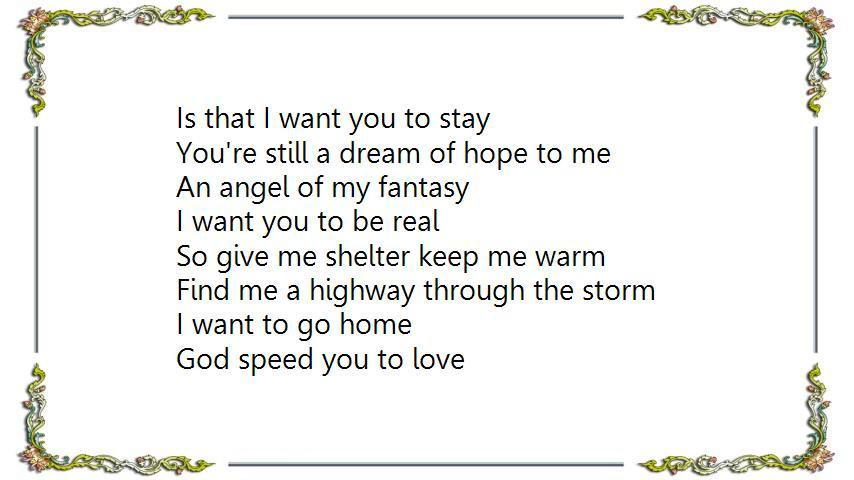 Is that I want you to stay
You're still a dream of hope to me
An angel of my fantasy
I want you to be real
So give me shelter keep me warm
Find me a highway through the storm
I want to go home
God speed you to love